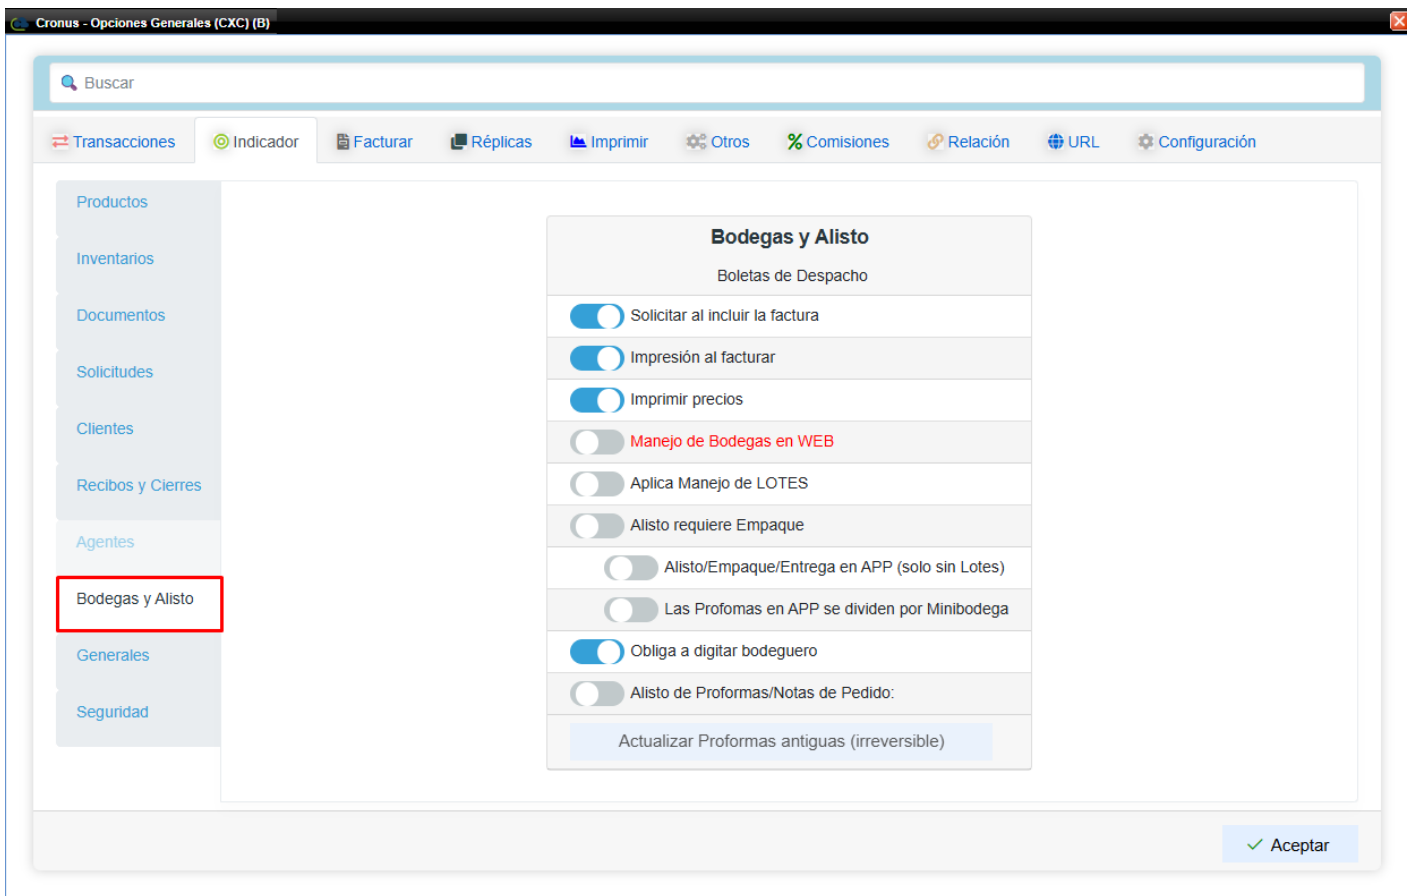 Cronus - Opciones Generales (CXC) (B)
Buscar
Transacciones Indicador Facturar Réplicas Imprimir Otros Comisiones Relación URL Configuración
Productos
Inventarios
Documentos
Solicitudes
Clientes
Recibos y Cierres
Agentes
Bodegas y Alisto
Generales
Seguridad
Bodegas y Alisto
Boletas de Despacho
Solicitar al incluir la factura
Impresión al facturar
Imprimir precios
Manejo de Bodegas en WEB
Aplica Manejo de LOTES
Alisto requiere Empaque
Alisto/Empaque/Entrega en APP (solo sin Lotes)
Las Profomas en APP se dividen por Minibodega
Obliga a digitar bodeguero
Alisto de Proformas/Notas de Pedido:
Actualizar Proformas antiguas (irreversible)
Aceptar